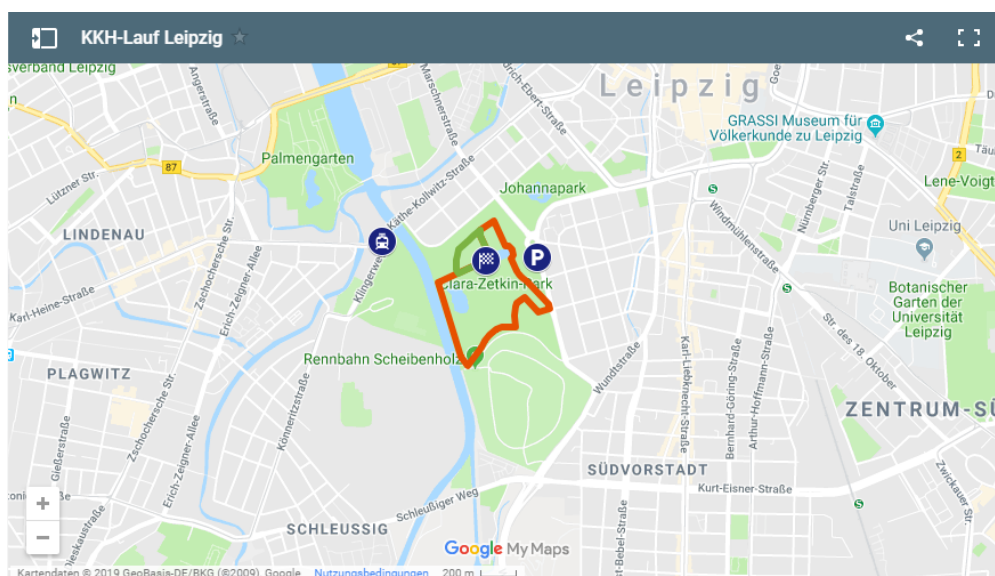 KKH-Lauf Leipzig
sverband Leipzig
Angerstraße
Marschnerstraße
Leipzig
GRASSI Museum für
Völkerkunde zu Leipzig
Palmengarten
87
2
Lützner Str.
Käthe-Kollwitz-Straße
Johannapark
Nürnberger Str.
Talstraße
Lene-Voigt
LINDENAU
Windmühlenstraße
Uni Leipzig
P
Zschochersche Str.
Erich-Zeigner-Allee
Klingerweg
Clara-Zetkin-Park
Karl-Heine-Straße
Botanischer
Garten der
Universität
Leipzig
Str. des 18. Oktober
Rennbahn Scheibenholz
Wundtstraße
Karl-Liebknecht-Straße
Bernhard-Göring-Straße
Arthur-Hoffmann-Straße
PLAGWITZ
Zschochersche Str.
Könneritzstraße
ZENTRUM-SÜ
Gießerstraße
Erich-Zeigner-Allee
SÜDVORSTADT
Kurt-Eisner-Straße
Zwickauer Str.
Schleußiger Weg
SCHLEUSSIG
+
−
Google My Maps
Kartendaten © 2019 GeoBasis-DE/BKG (©2009), Google
Nutzungsbedingungen
200 m